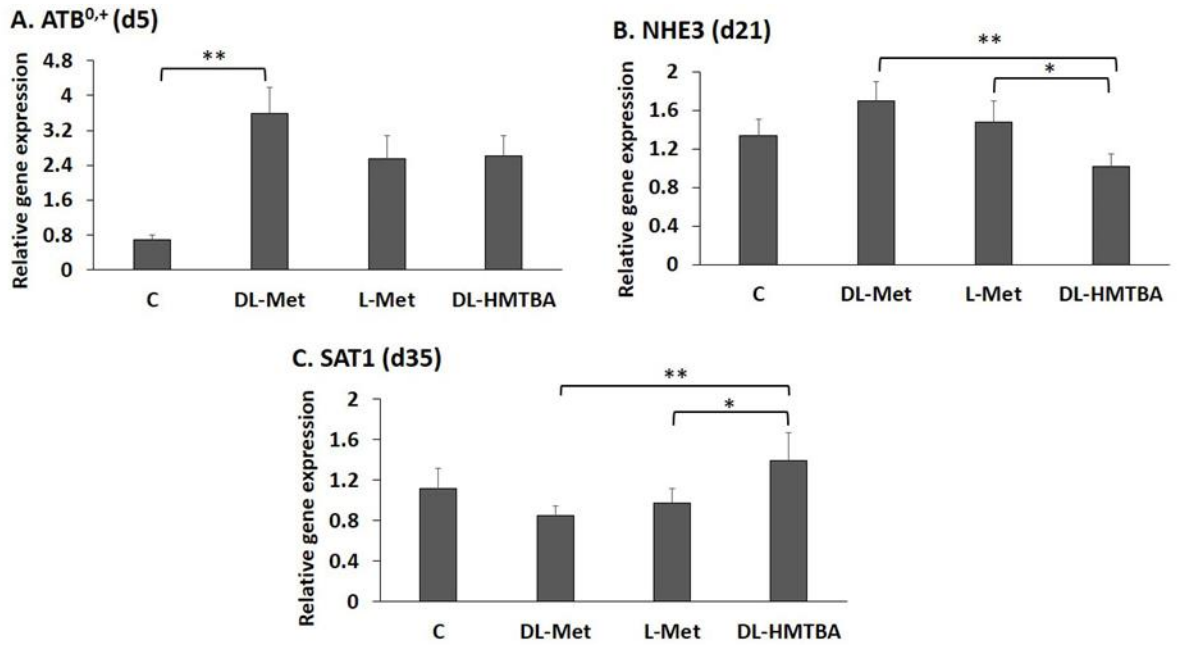 A. ATB⁰,⁺ (d5)
Relative gene expression
4.8
4
3.2
2.4
1.6
0.8
0
**
C DL-Met L-Met DL-HMTBA
B. NHE3 (d21)
Relative gene expression
2
1.6
1.2
0.8
0.4
0
**
*
C DL-Met L-Met DL-HMTBA
C. SAT1 (d35)
Relative gene expression
2
1.6
1.2
0.8
0.4
0
**
*
C DL-Met L-Met DL-HMTBA